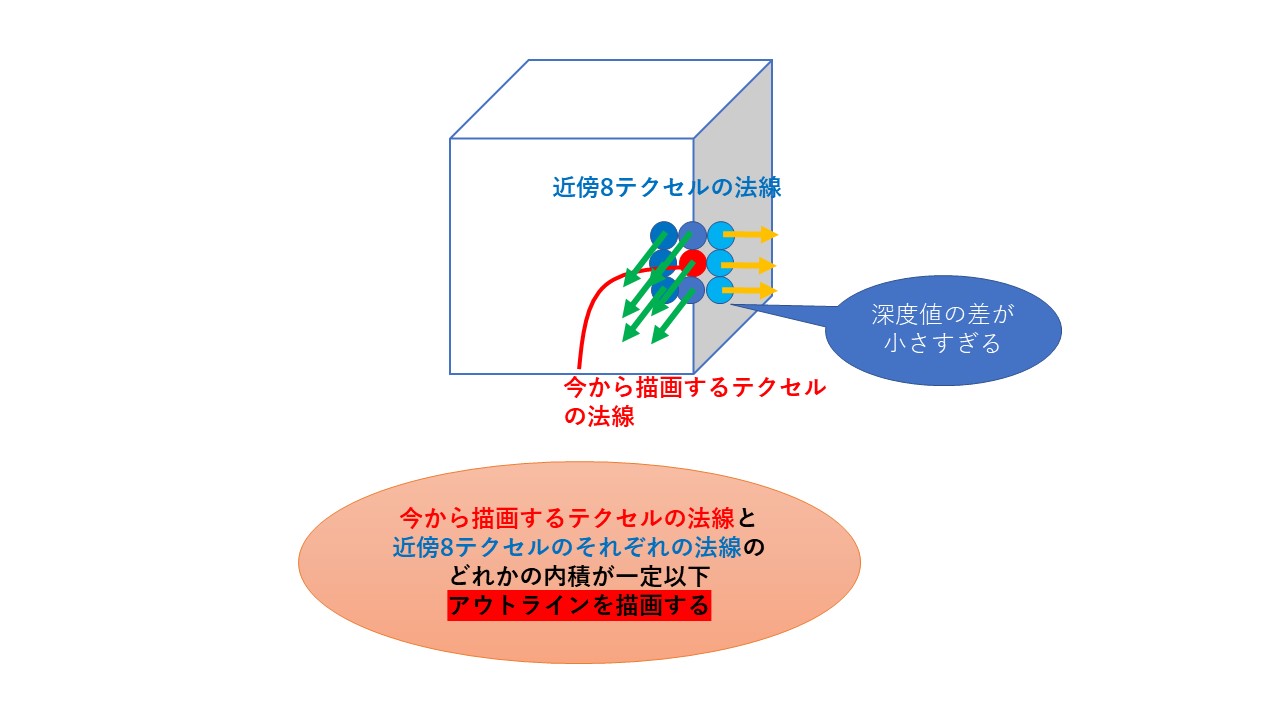 近傍8テクセルの法線
深度値の差が
小さすぎる
今から描画するテクセル
の法線
今から描画するテクセルの法線と
近傍8テクセルのそれぞれの法線の
どれかの内積が一定以下
アウトラインを描画する